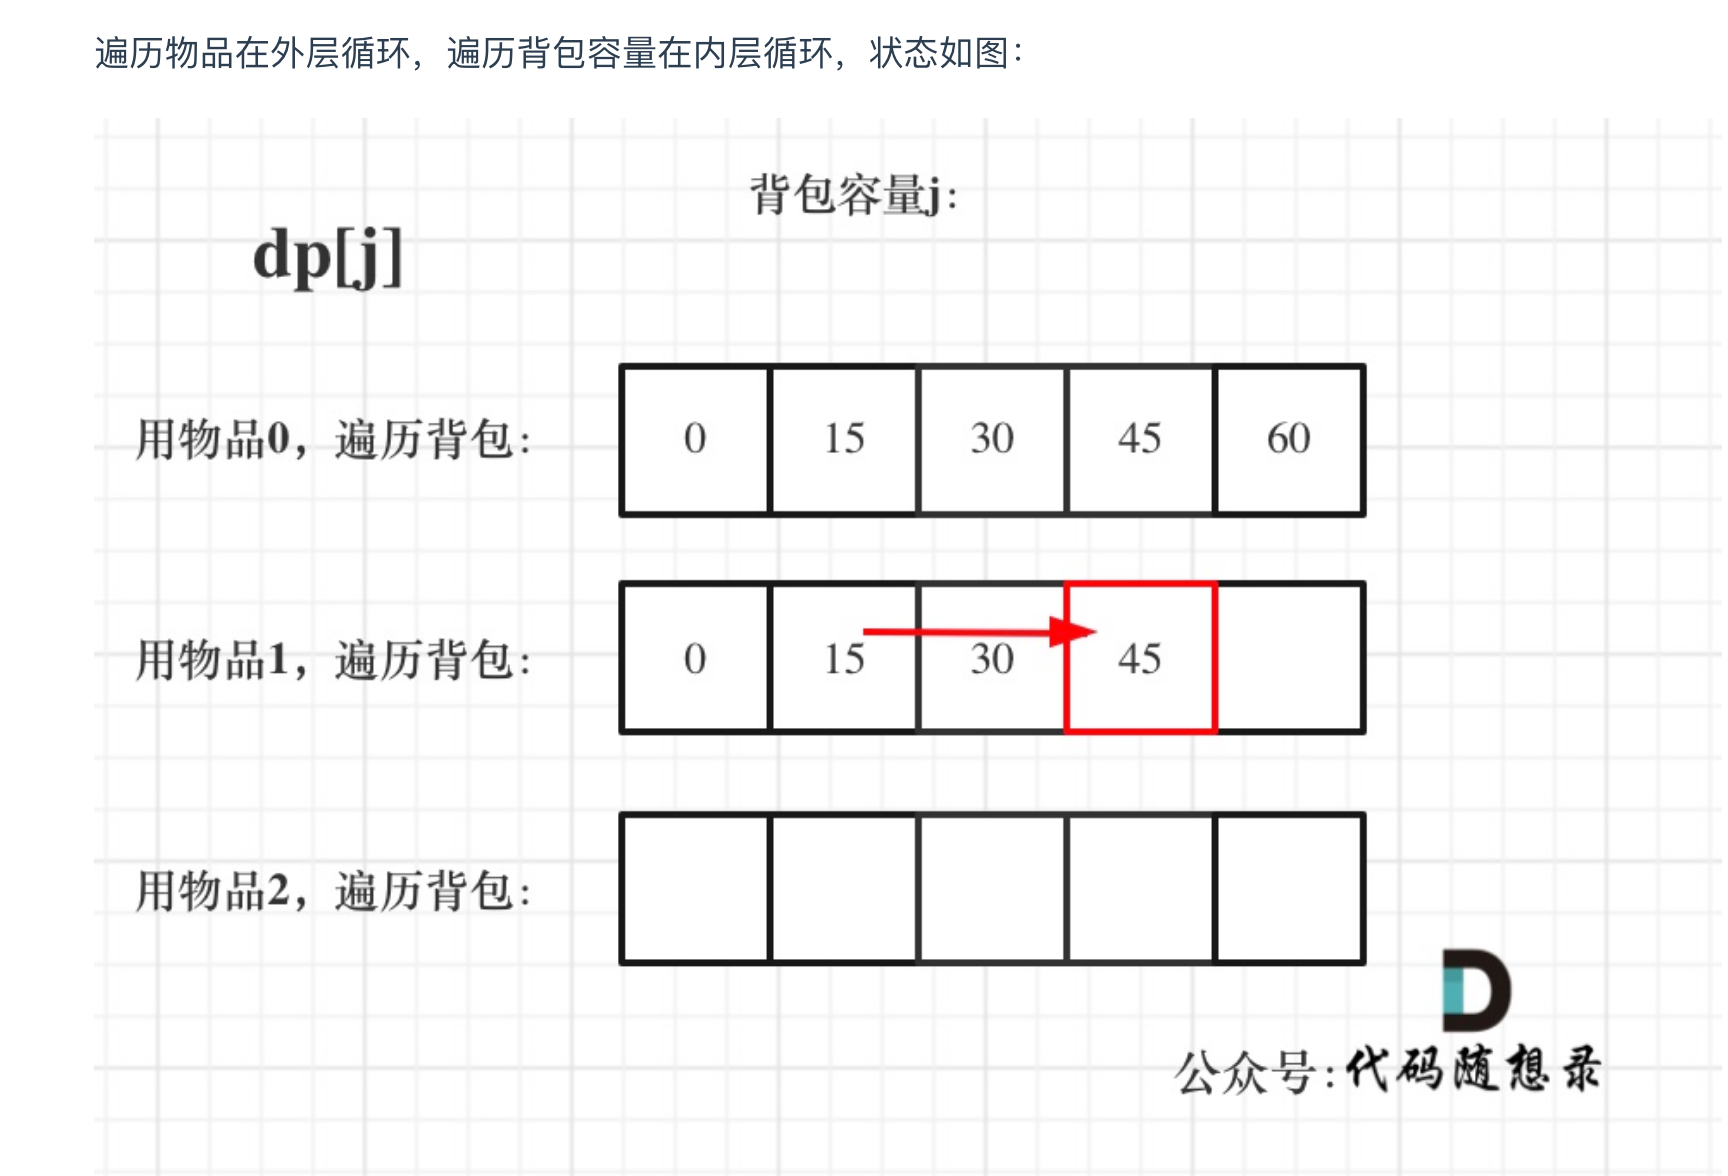 遍历物品在外层循环，遍历背包容量在内层循环，状态如图：
背包容量j：
dp[j]
用物品0，遍历背包： 0 15 30 45 60
用物品1，遍历背包： 0 15 30 45
用物品2，遍历背包：
公众号:代码随想录